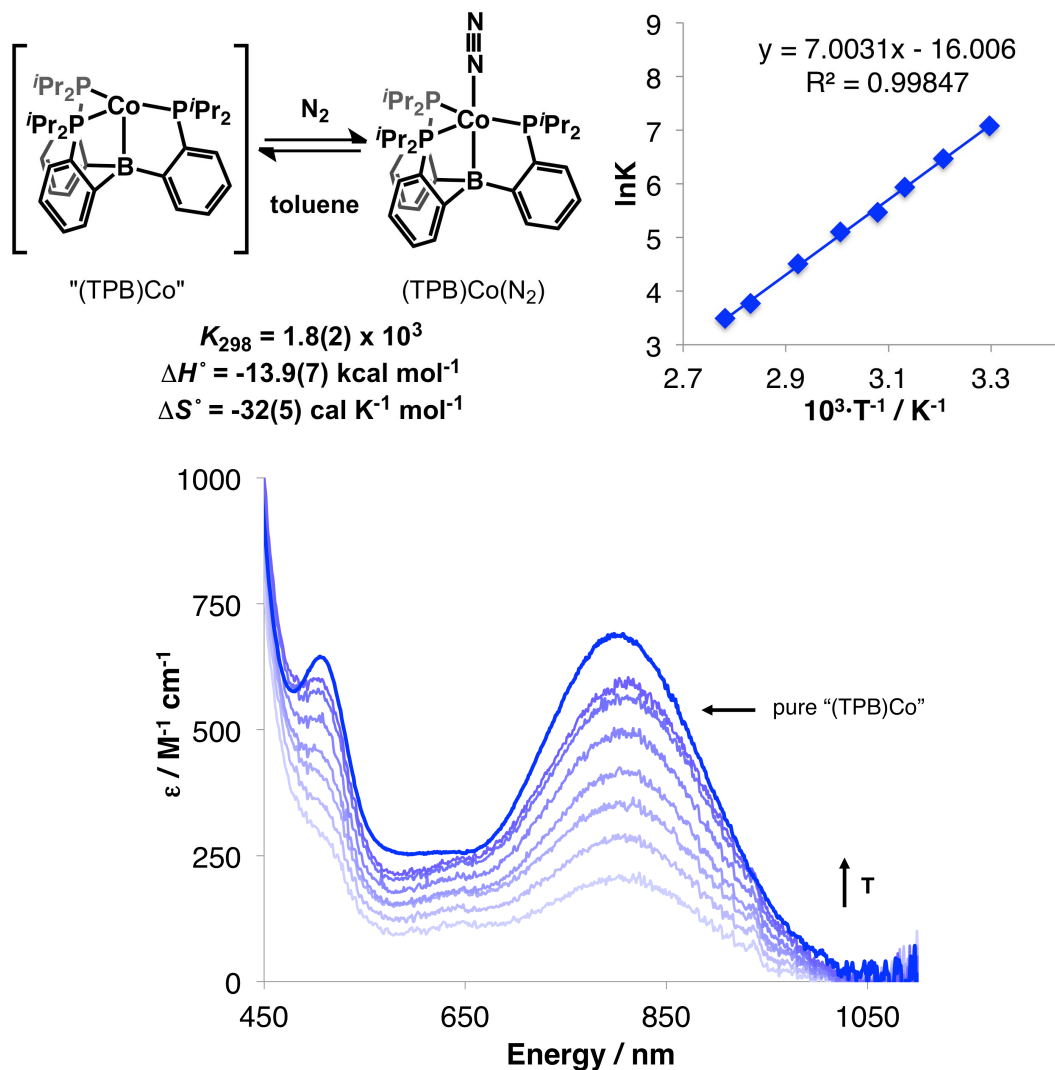 N
N
ⁱPr₂P
Co
PⁱPr₂
ⁱPr₂P
B
N₂
toluene
ⁱPr₂P
Co
PⁱPr₂
ⁱPr₂P
B
"(TPB)Co"
(TPB)Co(N₂)
K₂₉₈ = 1.8(2) x 10³
ΔH˚ = -13.9(7) kcal mol⁻¹
ΔS˚ = -32(5) cal K⁻¹ mol⁻¹
y = 7.0031x - 16.006
R² = 0.99847
lnK
9
8
7
6
5
4
3
2.7 2.9 3.1 3.3
10³·T⁻¹ / K⁻¹
ε / M⁻¹ cm⁻¹
1000
750
500
250
0
pure “(TPB)Co”
T
450 650 850 1050
Energy / nm